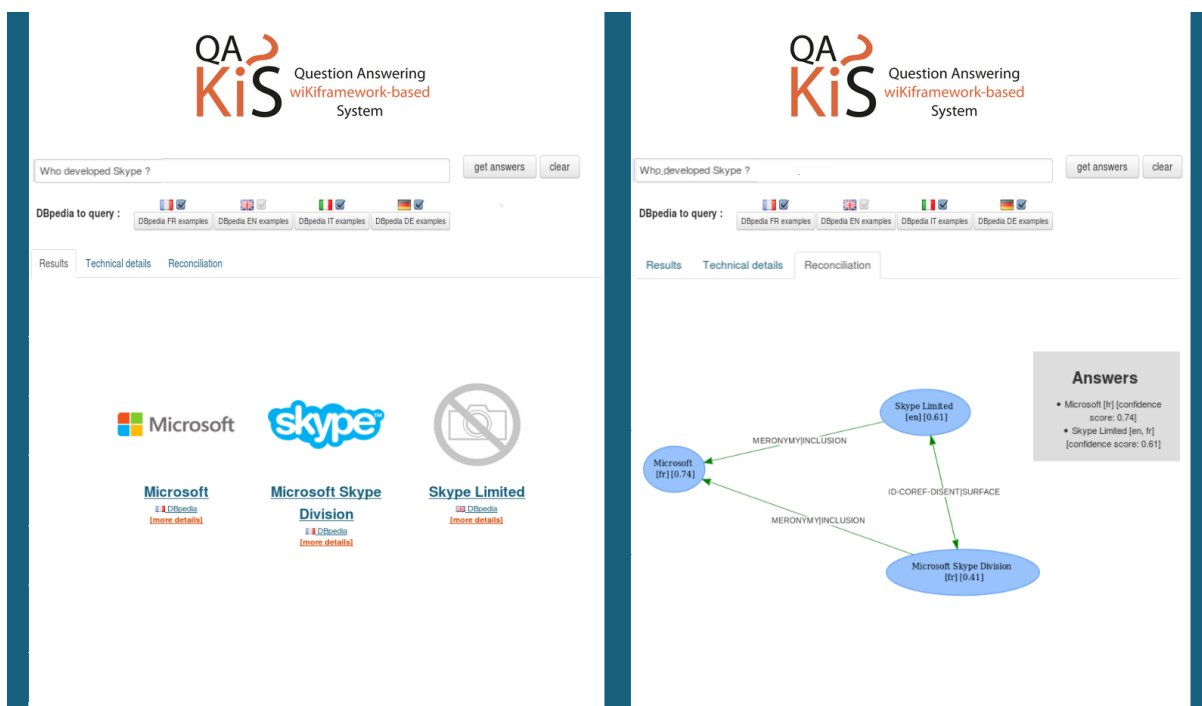 QA
KiS
Question Answering
wiKiframework-based
System
Who developed Skype ?
get answers
clear
DBpedia to query :
DBpedia FR examples
DBpedia EN examples
DBpedia IT examples
DBpedia DE examples
Results
Technical details
Reconciliation
Microsoft
skype
Microsoft
DBpedia
[more details]
Microsoft Skype
Division
DBpedia
[more details]
Skype Limited
DBpedia
[more details]
QA
KiS
Question Answering
wiKiframework-based
System
Who developed Skype ?
get answers
clear
DBpedia to query :
DBpedia FR examples
DBpedia EN examples
DBpedia IT examples
DBpedia DE examples
Results
Technical details
Reconciliation
Answers
Microsoft [fr] [confidence
score: 0.74]
Skype Limited [en, fr]
[confidence score: 0.61]
Skype Limited
[en] [0.61]
MERONYMY|INCLUSION
Microsoft
[fr] [0.74]
ID-COREF-DISENT|SURFACE
MERONYMY|INCLUSION
Microsoft Skype Division
[fr] [0.41]